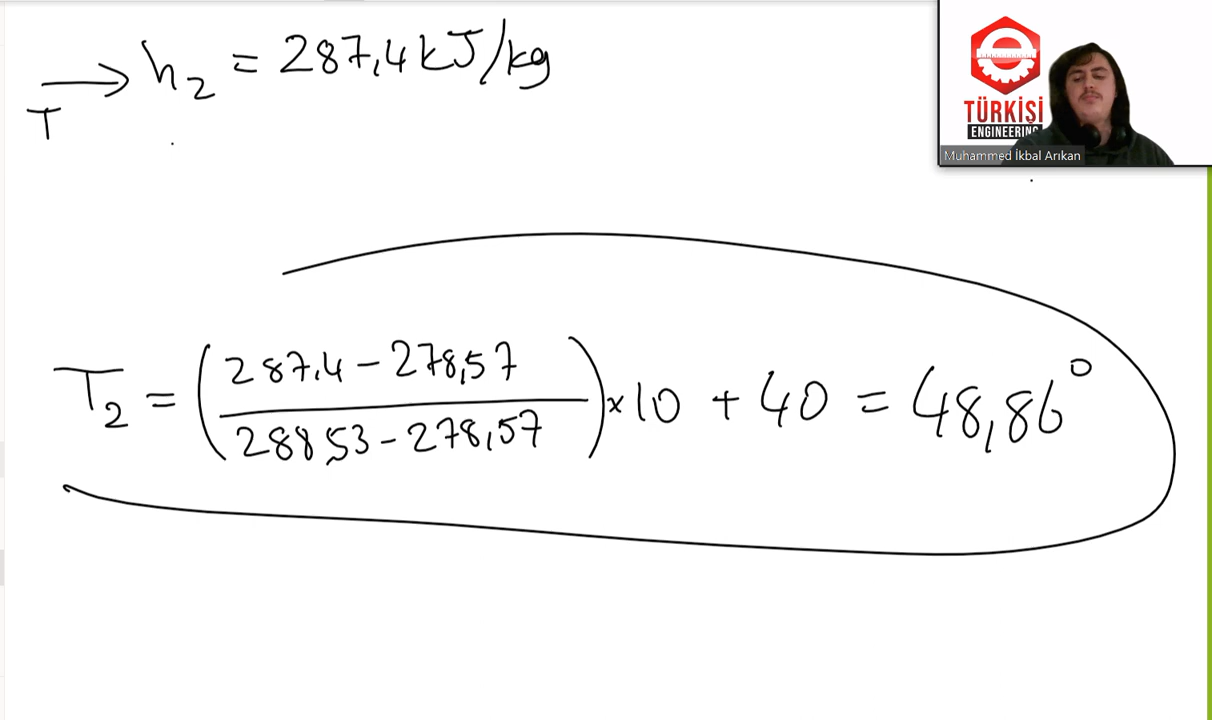 → h₂ = 287,4 kJ/kg
T
TÜRKİŞİ
ENGINEERING
Muhammed İkbal Arıkan
T₂ = (287,4 - 278,57
288,53 - 278,57) × 10 + 40 = 48,86°